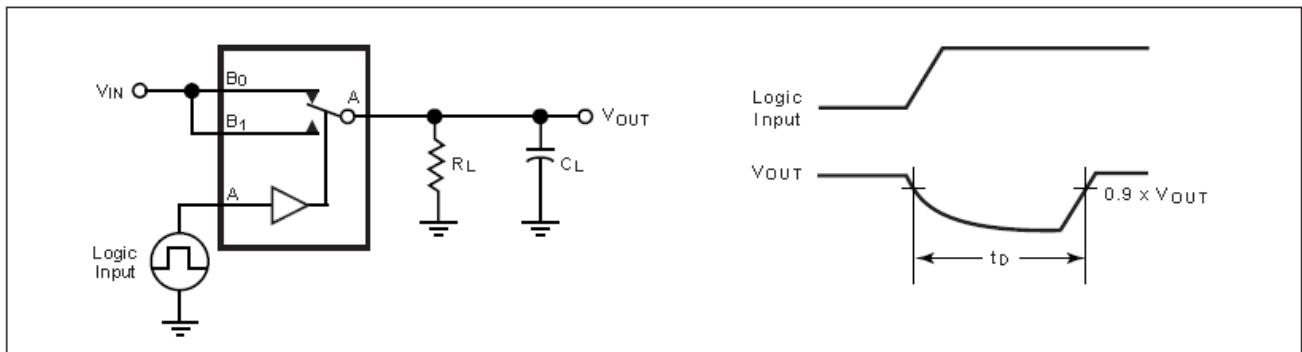 VIN
B0
A
B1
VOUT
RL
CL
A
Logic
Input
Logic
Input
VOUT
0.9 x VOUT
tD